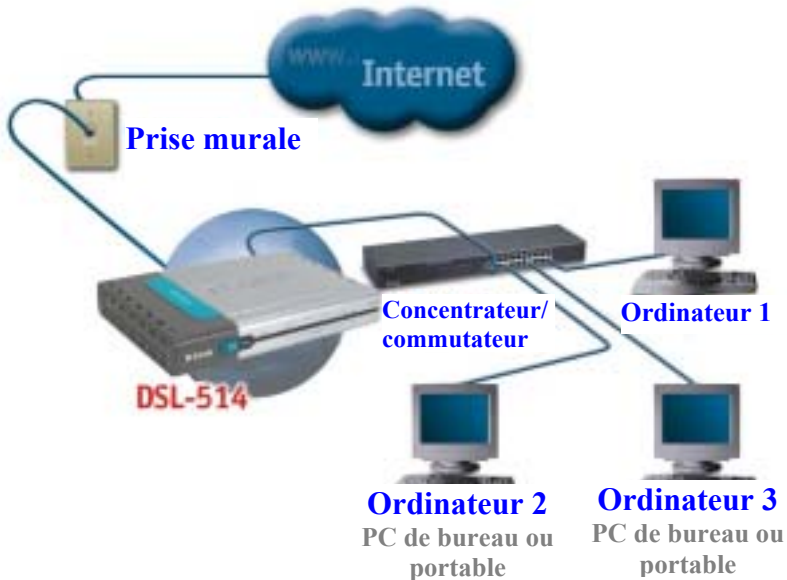 www.
Internet
Prise murale
Concentrateur/
commutateur
Ordinateur 1
DSL-514
Ordinateur 2
PC de bureau ou
portable
Ordinateur 3
PC de bureau ou
portable